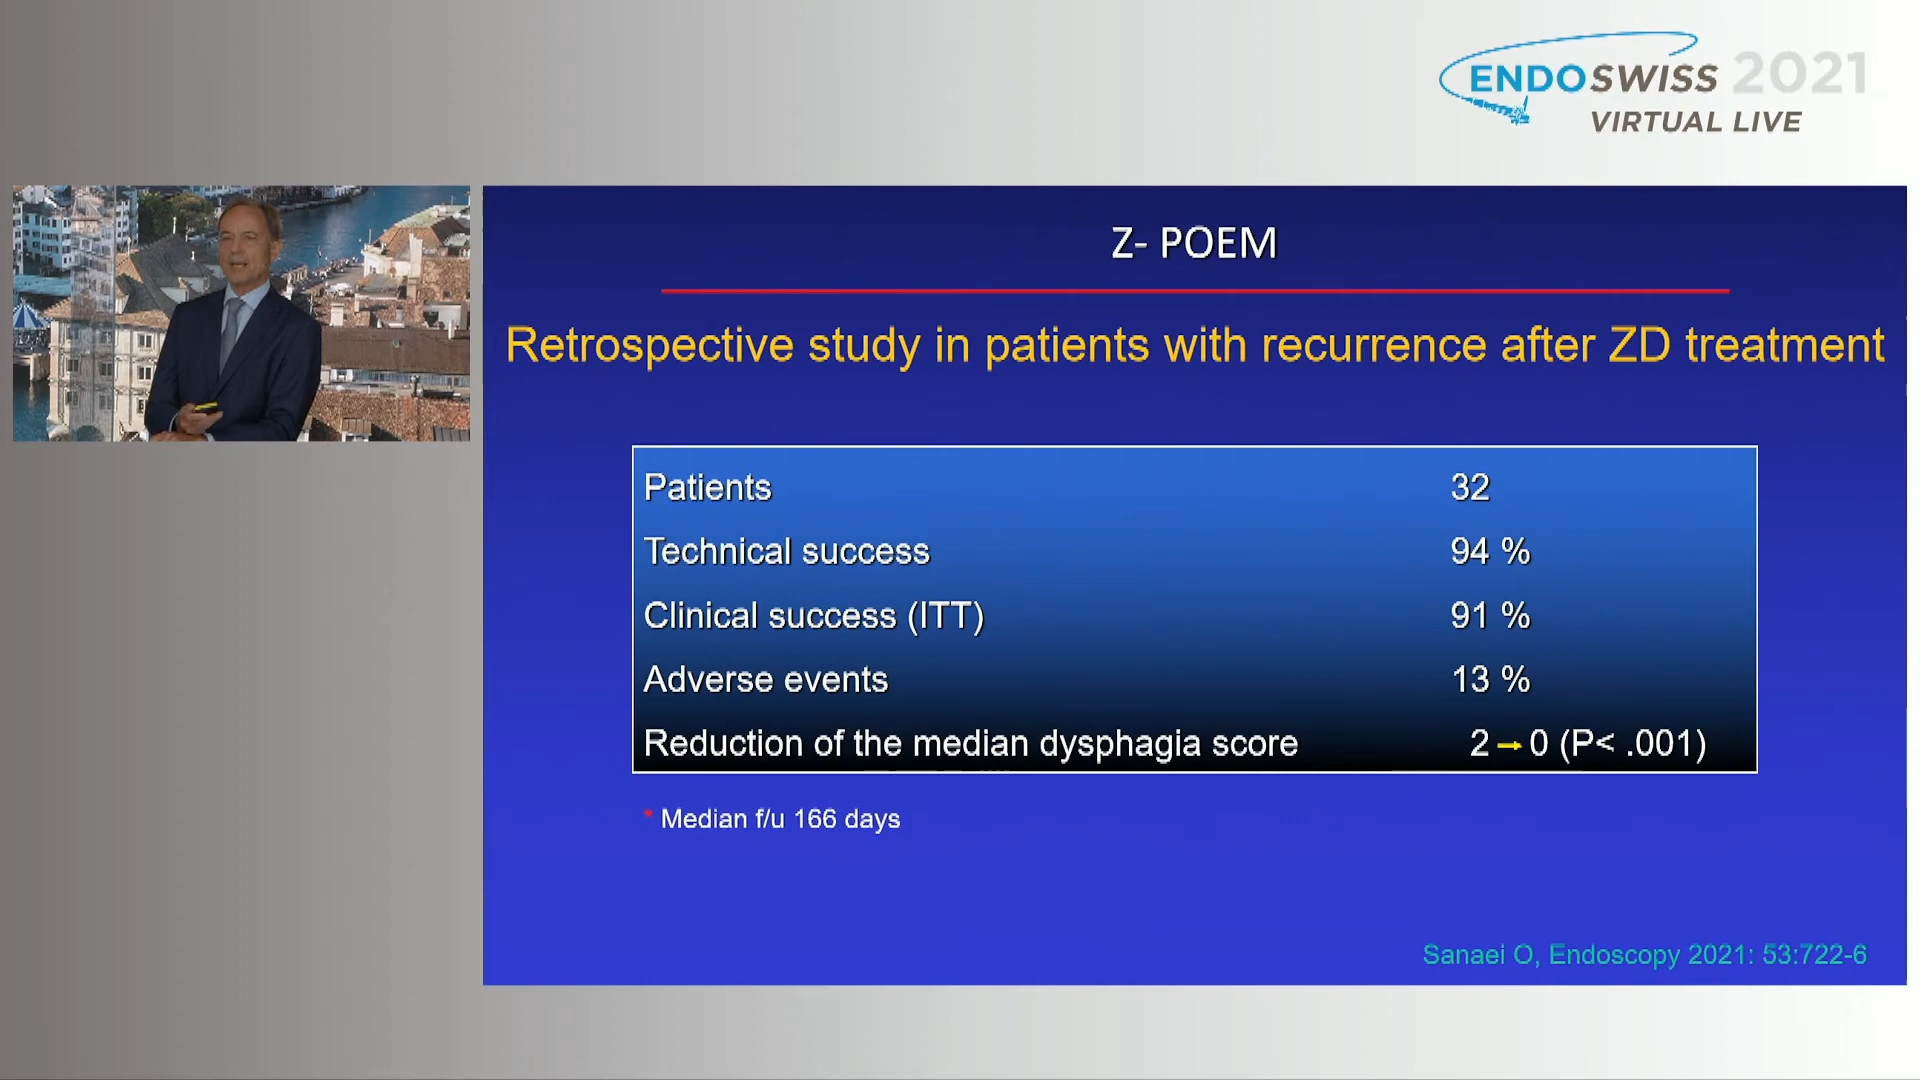 ENDOSWISS 2021
VIRTUAL LIVE
Z- POEM
Retrospective study in patients with recurrence after ZD treatment
Patients 32
Technical success 94 %
Clinical success (ITT) 91 %
Adverse events 13 %
Reduction of the median dysphagia score 2 → 0 (P< .001)
* Median f/u 166 days
Sanaei O, Endoscopy 2021: 53:722-6